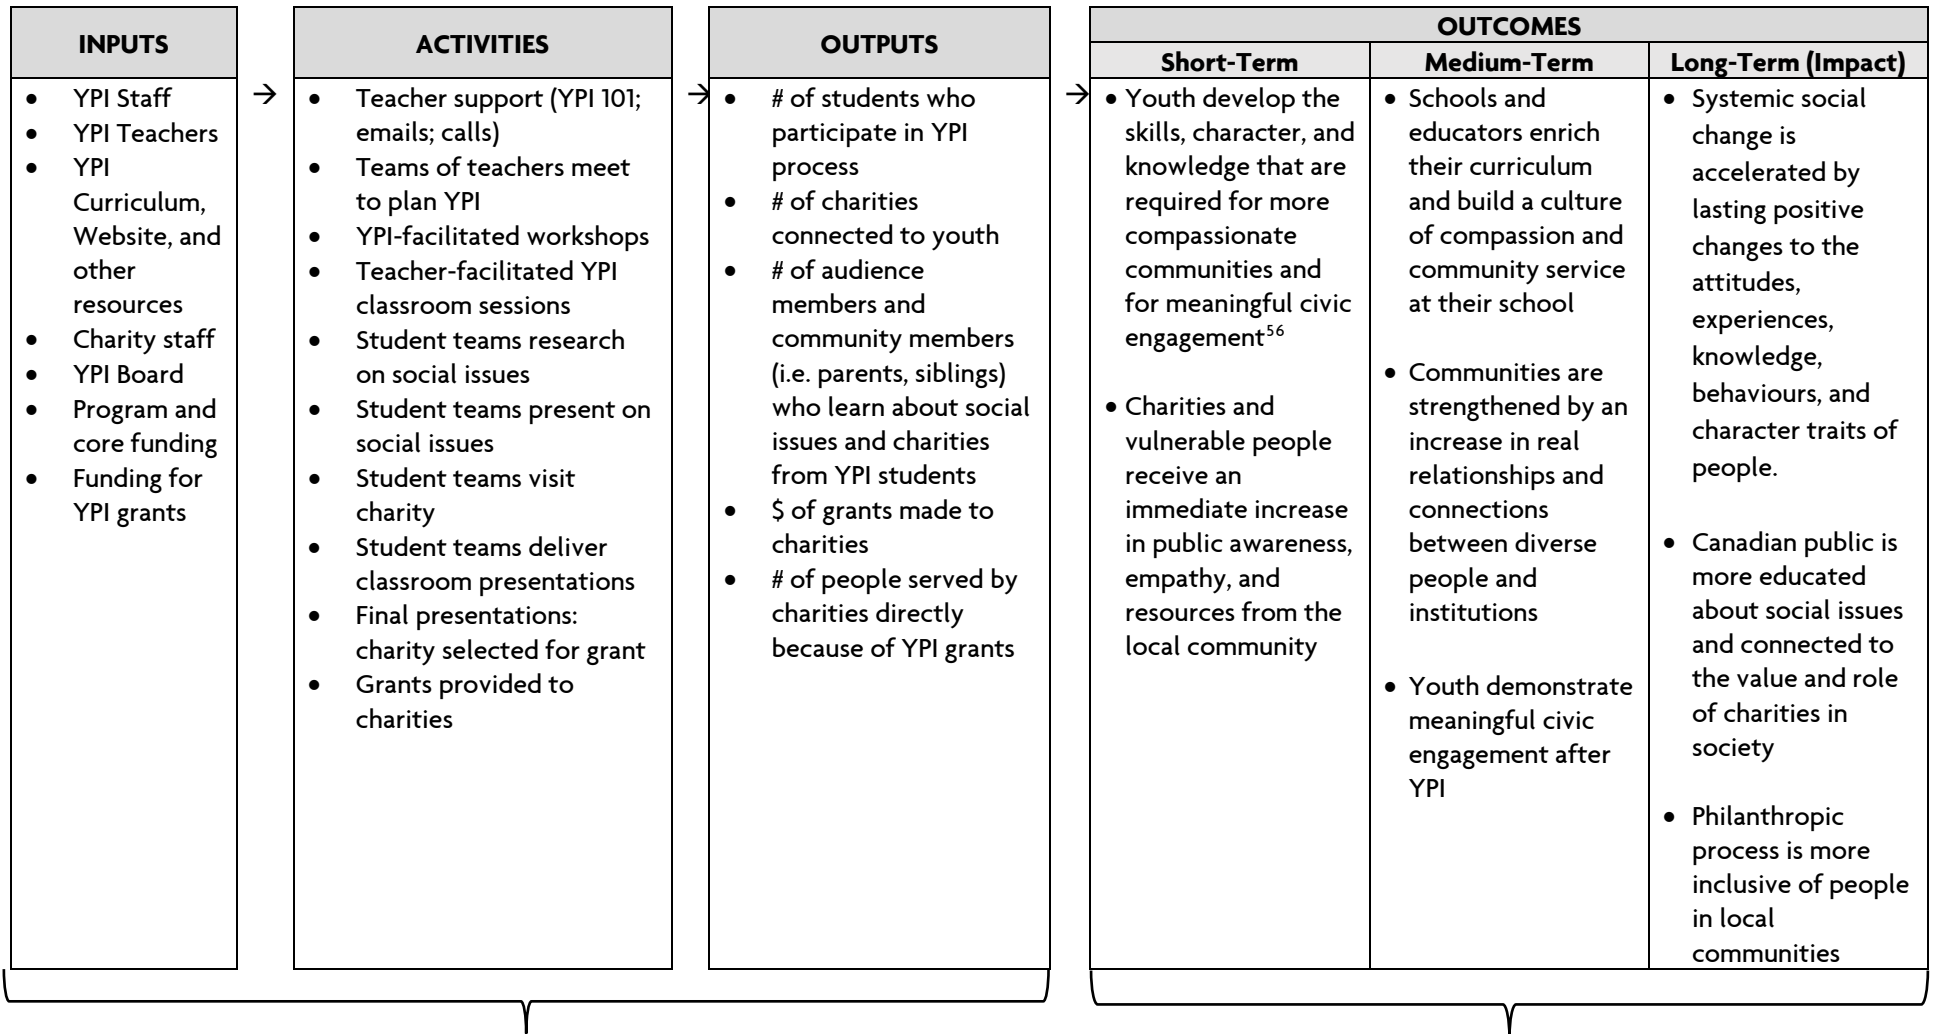 INPUTS
• YPI Staff
• YPI Teachers
• YPI
Curriculum,
Website, and
other
resources
• Charity staff
• YPI Board
• Program and
core funding
• Funding for
YPI grants
→
ACTIVITIES
• Teacher support (YPI 101;
emails; calls)
• Teams of teachers meet
to plan YPI
• YPI-facilitated workshops
• Teacher-facilitated YPI
classroom sessions
• Student teams research
on social issues
• Student teams present on
social issues
• Student teams visit
charity
• Student teams deliver
classroom presentations
• Final presentations:
charity selected for grant
• Grants provided to
charities
→
OUTPUTS
• # of students who
participate in YPI
process
• # of charities
connected to youth
• # of audience
members and
community members
(i.e. parents, siblings)
who learn about social
issues and charities
from YPI students
• $ of grants made to
charities
• # of people served by
charities directly
because of YPI grants
→
OUTCOMES
Short-Term
• Youth develop the
skills, character, and
knowledge that are
required for more
compassionate
communities and
for meaningful civic
engagement⁵⁶
• Charities and
vulnerable people
receive an
immediate increase
in public awareness,
empathy, and
resources from the
local community
Medium-Term
• Schools and
educators enrich
their curriculum
and build a culture
of compassion and
community service
at their school
• Communities are
strengthened by an
increase in real
relationships and
connections
between diverse
people and
institutions
• Youth demonstrate
meaningful civic
engagement after
YPI
Long-Term (Impact)
• Systemic social
change is
accelerated by
lasting positive
changes to the
attitudes,
experiences,
knowledge,
behaviours, and
character traits of
people.
• Canadian public is
more educated
about social issues
and connected to
the value and role
of charities in
society
• Philanthropic
process is more
inclusive of people
in local
communities